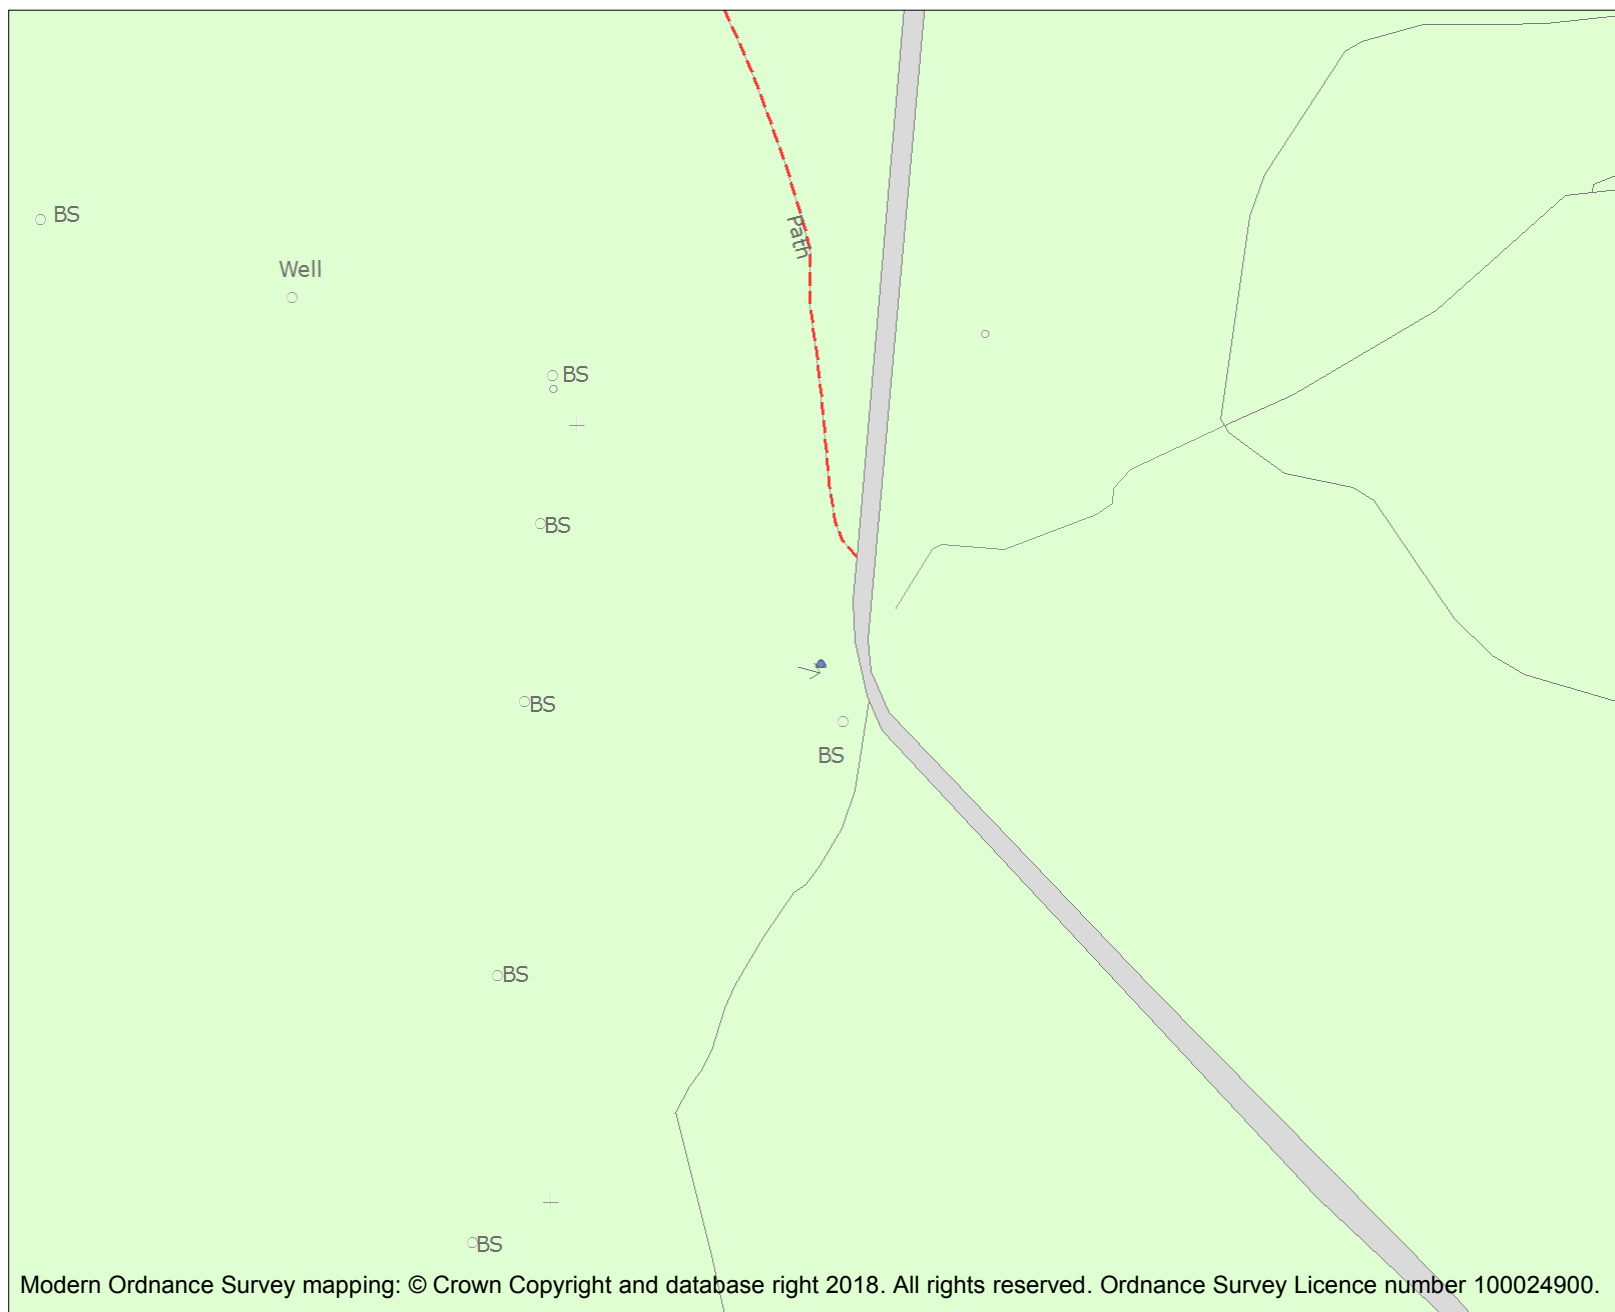 BS
Path
Well
BS
BS
BS
BS
BS
BS
Modern Ordnance Survey mapping: © Crown Copyright and database right 2018. All rights reserved. Ordnance Survey Licence number 100024900.